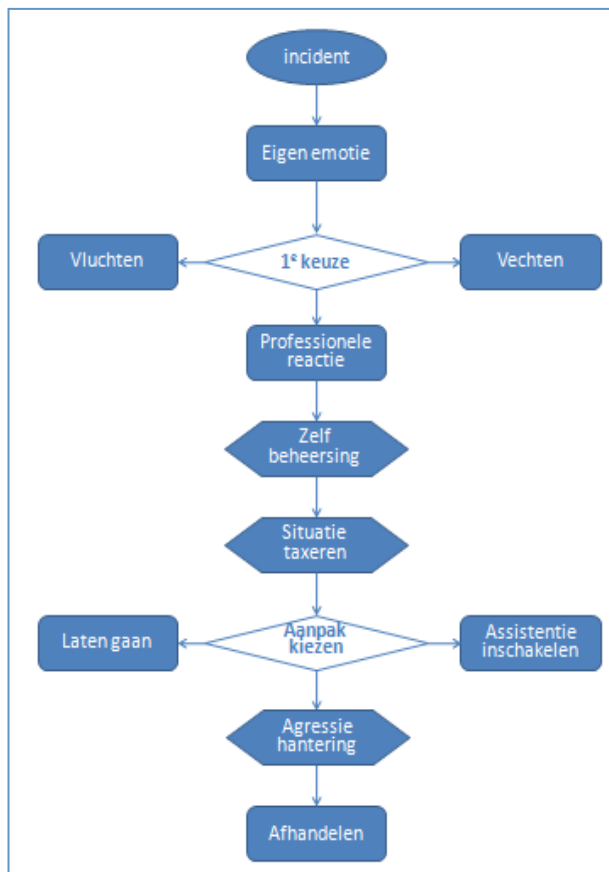 incident
Eigen emotie
Vluchten
1e keuze
Vechten
Professionele
reactie
Zelf
beheersing
Situatie
taxeren
Laten gaan
Aanpak
kiezen
Assistentie
inschakelen
Agressie
hantering
Afhandelen